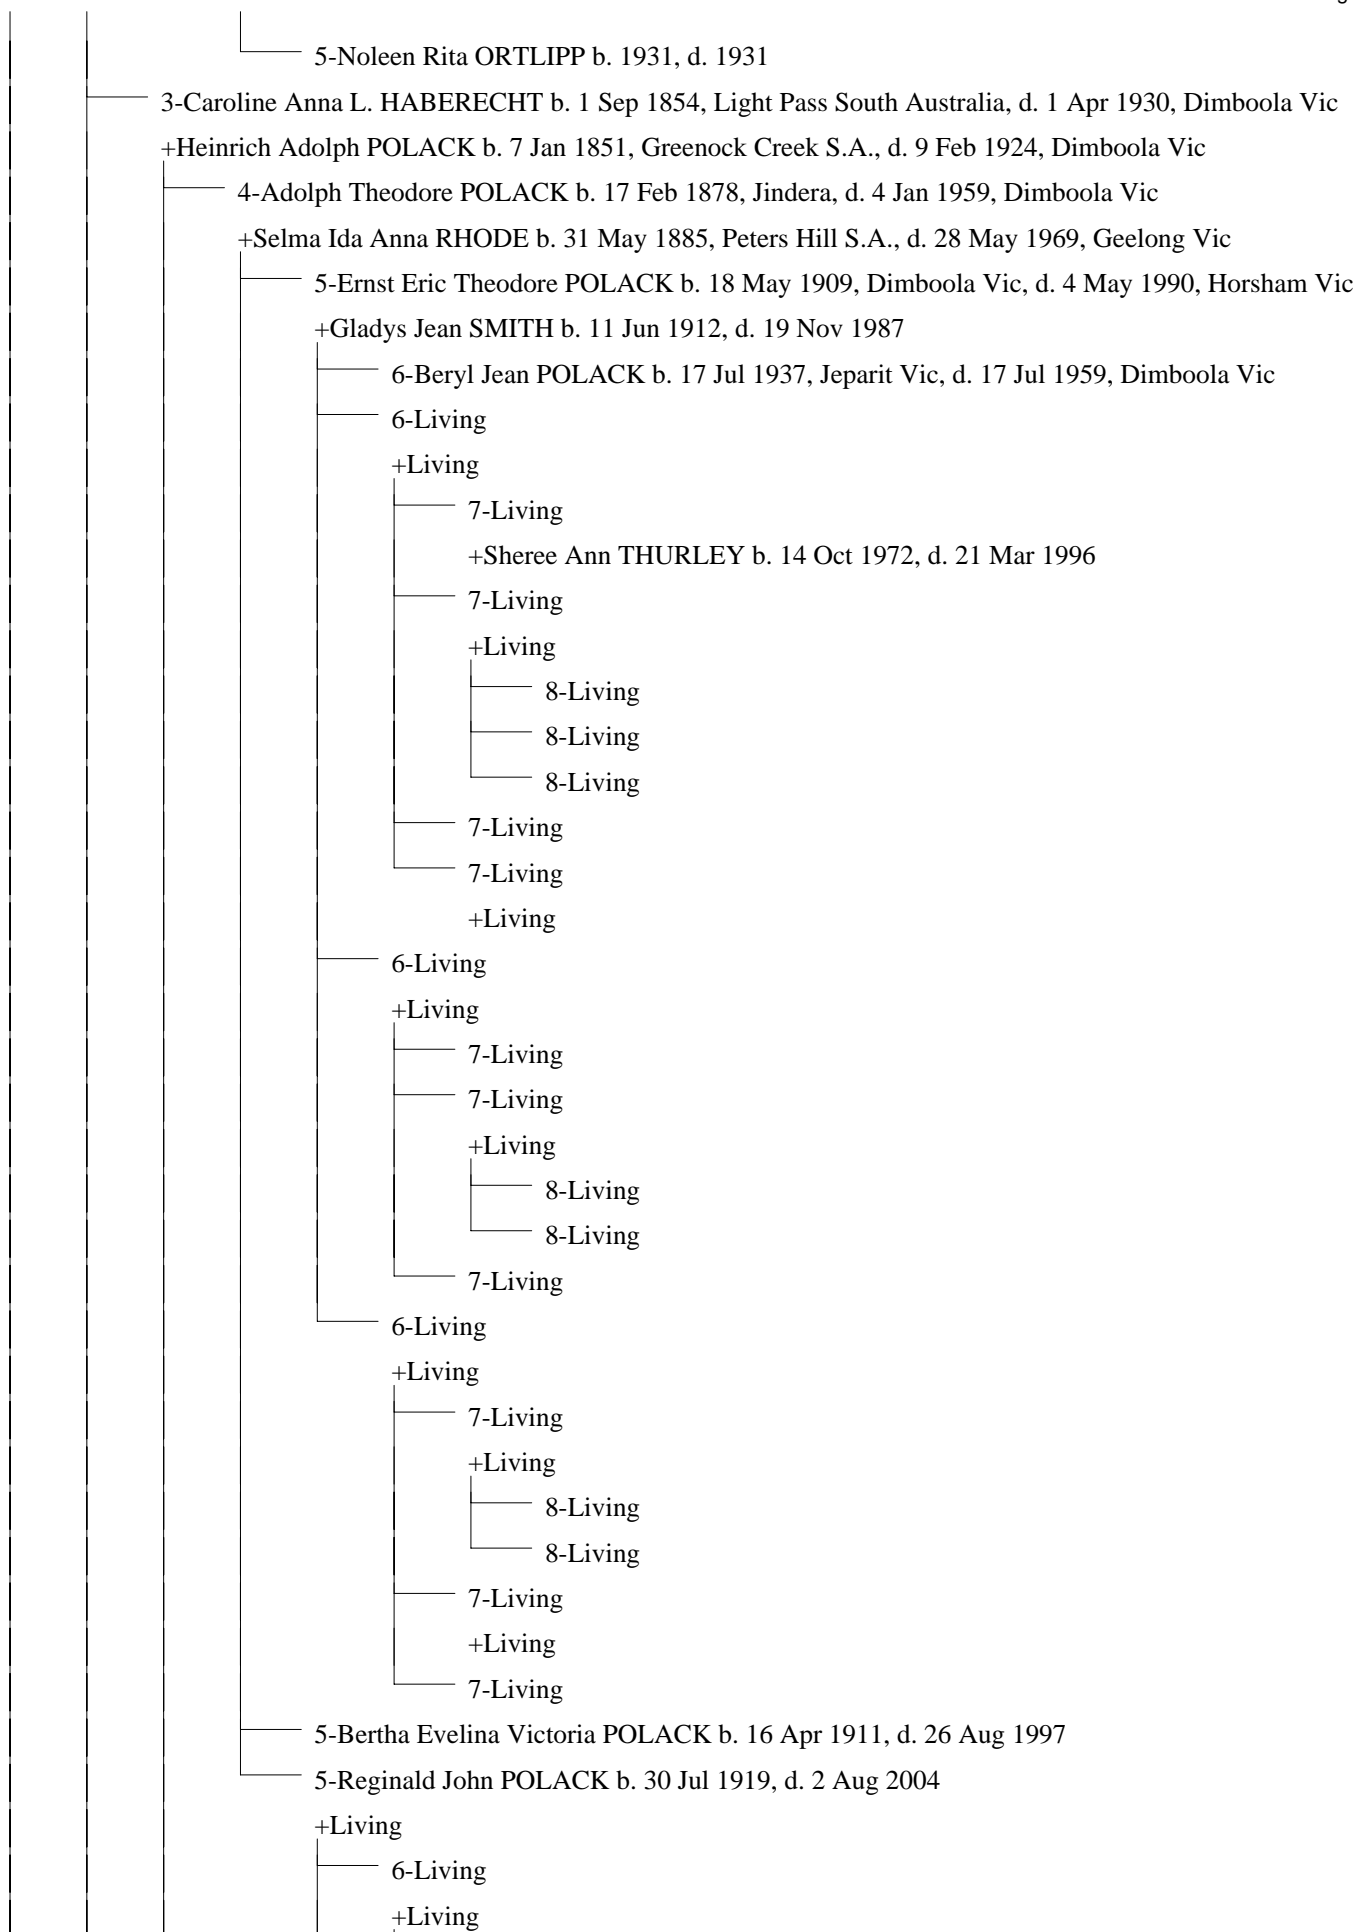 5-Noleen Rita ORTLIPP b. 1931, d. 1931
3-Caroline Anna L. HABERECHT b. 1 Sep 1854, Light Pass South Australia, d. 1 Apr 1930, Dimboola Vic
+Heinrich Adolph POLACK b. 7 Jan 1851, Greenock Creek S.A., d. 9 Feb 1924, Dimboola Vic
4-Adolph Theodore POLACK b. 17 Feb 1878, Jindera, d. 4 Jan 1959, Dimboola Vic
+Selma Ida Anna RHODE b. 31 May 1885, Peters Hill S.A., d. 28 May 1969, Geelong Vic
5-Ernst Eric Theodore POLACK b. 18 May 1909, Dimboola Vic, d. 4 May 1990, Horsham Vic
+Gladys Jean SMITH b. 11 Jun 1912, d. 19 Nov 1987
6-Beryl Jean POLACK b. 17 Jul 1937, Jeparit Vic, d. 17 Jul 1959, Dimboola Vic
6-Living
+Living
7-Living
+Sheree Ann THURLEY b. 14 Oct 1972, d. 21 Mar 1996
7-Living
+Living
8-Living
8-Living
8-Living
7-Living
7-Living
+Living
6-Living
+Living
7-Living
7-Living
+Living
8-Living
8-Living
7-Living
6-Living
+Living
7-Living
+Living
8-Living
8-Living
7-Living
+Living
7-Living
5-Bertha Evelina Victoria POLACK b. 16 Apr 1911, d. 26 Aug 1997
5-Reginald John POLACK b. 30 Jul 1919, d. 2 Aug 2004
+Living
6-Living
+Living